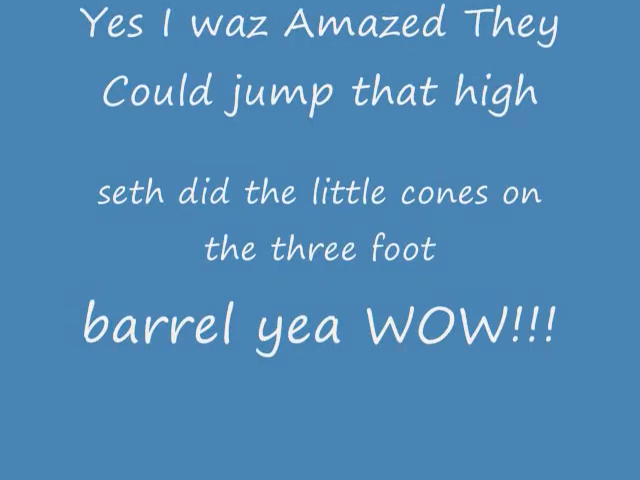 Yes I waz Amazed They
Could jump that high
seth did the little cones on
the three foot
barrel yea WOW!!!